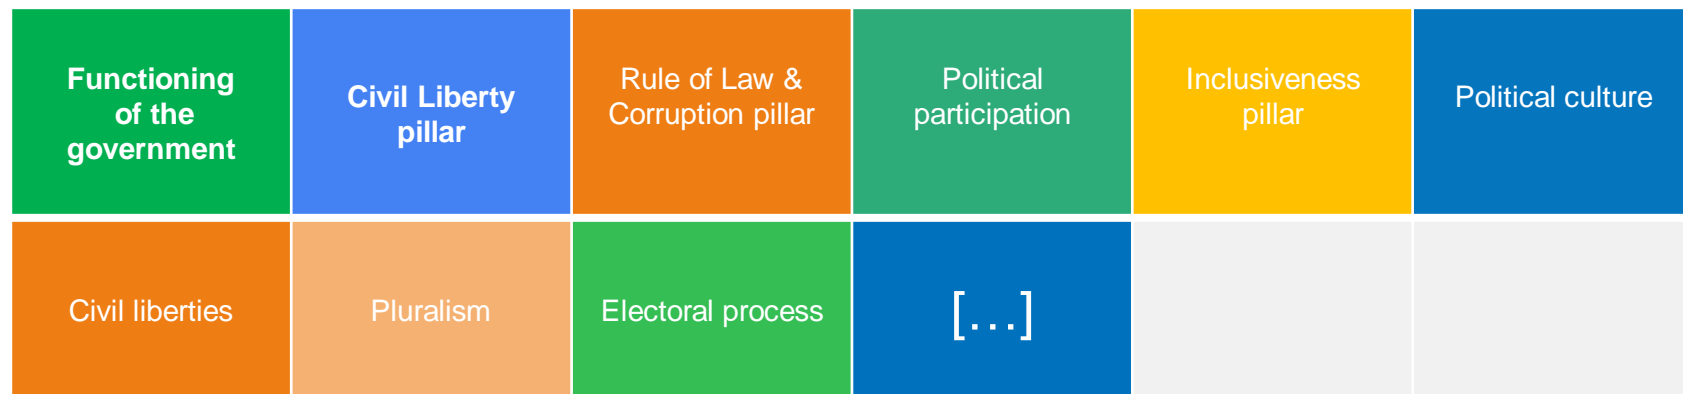 Functioning
of the
government
Civil Liberty
pillar
Rule of Law &
Corruption pillar
Political
participation
Inclusiveness
pillar
Political culture
Civil liberties
Pluralism
Electoral process
[…]